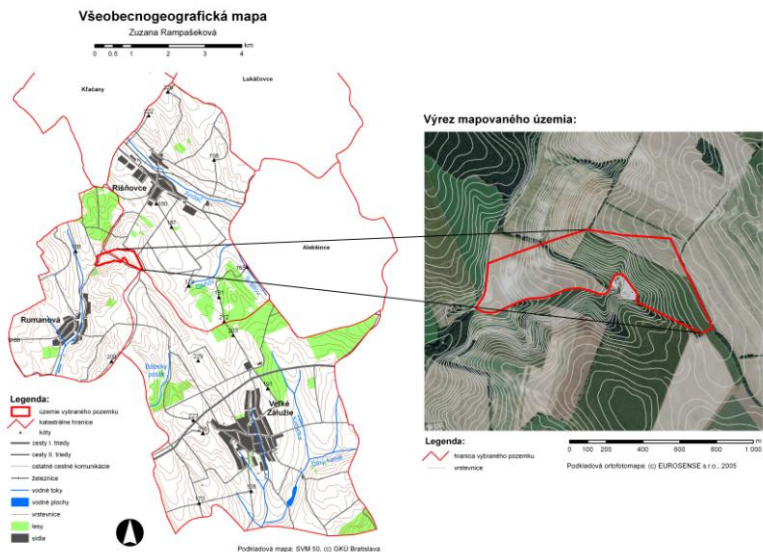 Všeobecnogeografická mapa
Zuzana Rampašeková
km
0 0.5 1 2 3 4
Lukáčovce
Kľačany
Rišňovce
Alekšince
Rumanová
Veľké
Zálužie
Výrez mapovaného územia:
Legenda:
územie vybraného pozemku
katastrálne hranice
kóty
cesty I. triedy
cesty II. triedy
ostatné cestné komunikácie
železnice
vodné toky
vodné plochy
vrstevnice
lesy
sídla
Podkladová mapa: SVM 50, (c) GKÚ Bratislava
Legenda:
hranica vybraného pozemku
vrstevnice
0 100 200 400 600 800 1 000
m
Podkladová ortofotomapa: (c) EUROSENSE s.r.o., 2005